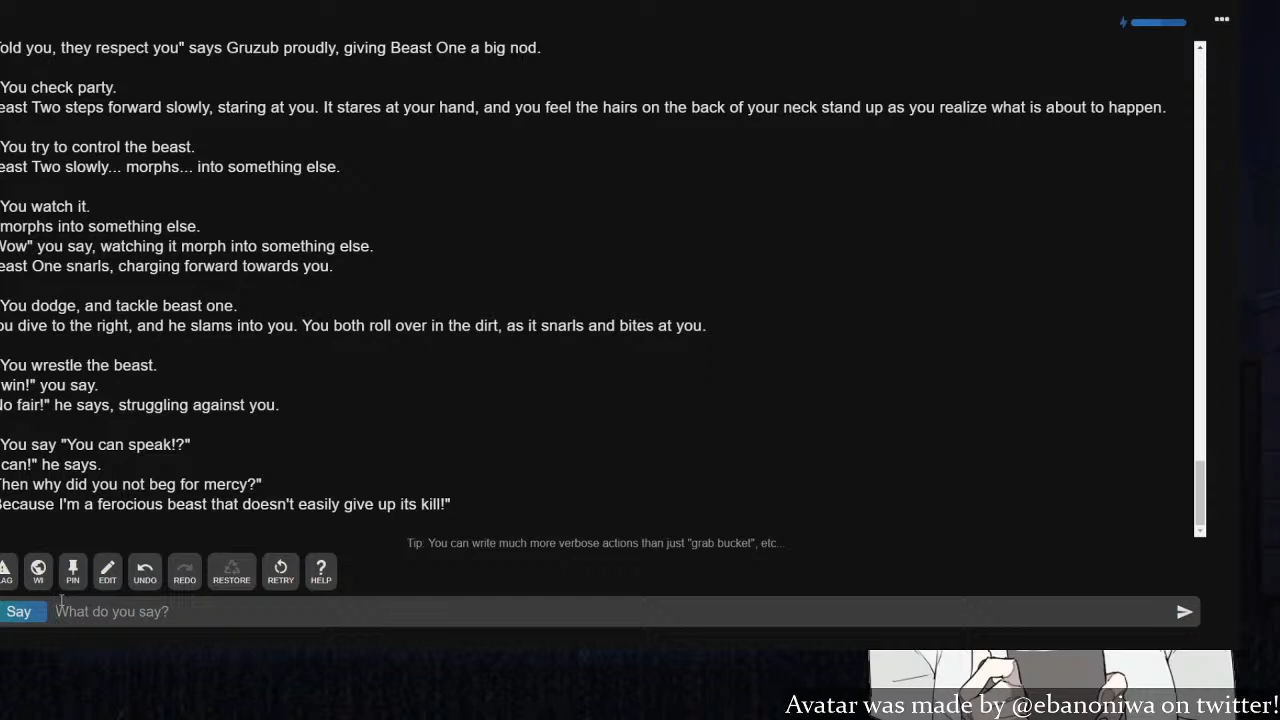 old you, they respect you" says Gruzub proudly, giving Beast One a big nod.
You check party.
east Two steps forward slowly, staring at you. It stares at your hand, and you feel the hairs on the back of your neck stand up as you realize what is about to happen.
You try to control the beast.
east Two slowly... morphs... into something else.
You watch it.
morphs into something else.
Wow" you say, watching it morph into something else.
east One snarls, charging forward towards you.
You dodge, and tackle beast one.
ou dive to the right, and he slams into you. You both roll over in the dirt, as it snarls and bites at you.
You wrestle the beast.
win!" you say.
No fair!" he says, struggling against you.
You say "You can speak!?"
can!" he says.
Then why did you not beg for mercy?"
Because I'm a ferocious beast that doesn't easily give up its kill!"
Tip: You can write much more verbose actions than just "grab bucket", etc...
LAG WI PIN EDIT UNDO REDO RESTORE RETRY HELP
Say What do you say?
Avatar was made by @ebanoniwa on twitter!